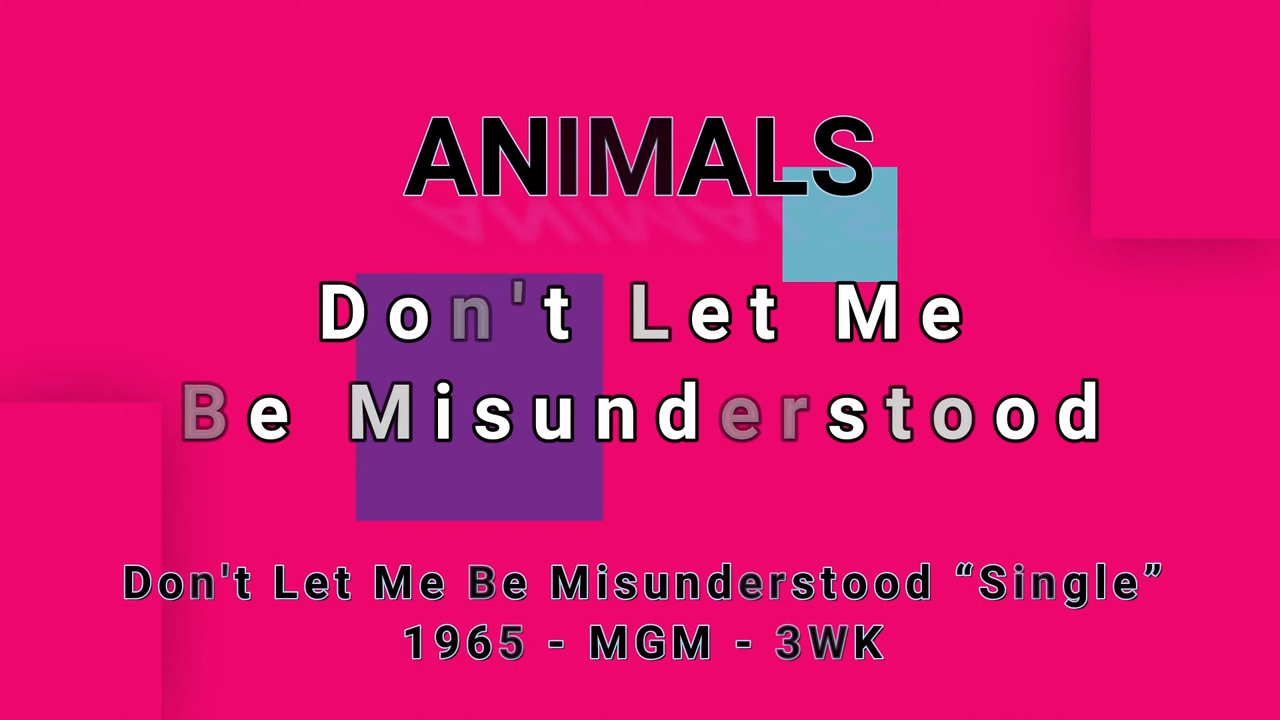 ANIMALS
Don't Let Me
Be Misunderstood
Don't Let Me Be Misunderstood “Single”
1965 - MGM - 3WK